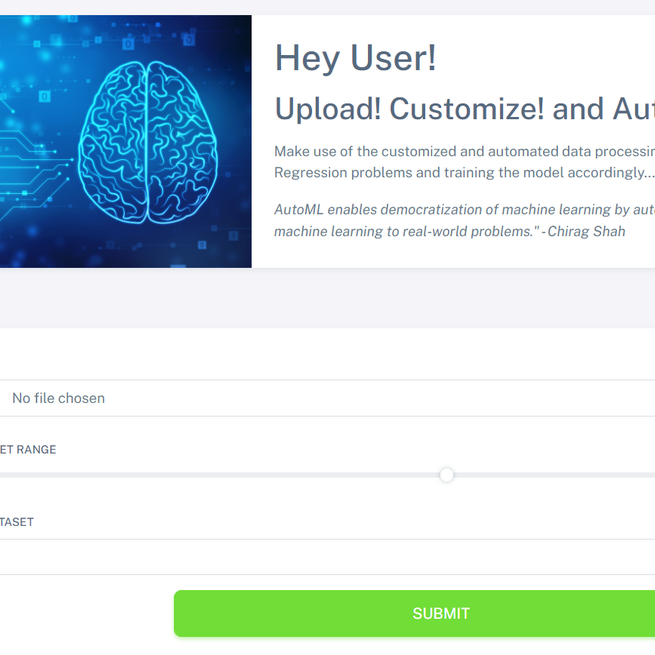 Hey User!
Upload! Customize! and Aut
Make use of the customized and automated data processin
Regression problems and training the model accordingly...
AutoML enables democratization of machine learning by auto
machine learning to real-world problems." - Chirag Shah
No file chosen
ET RANGE
TASET
SUBMIT